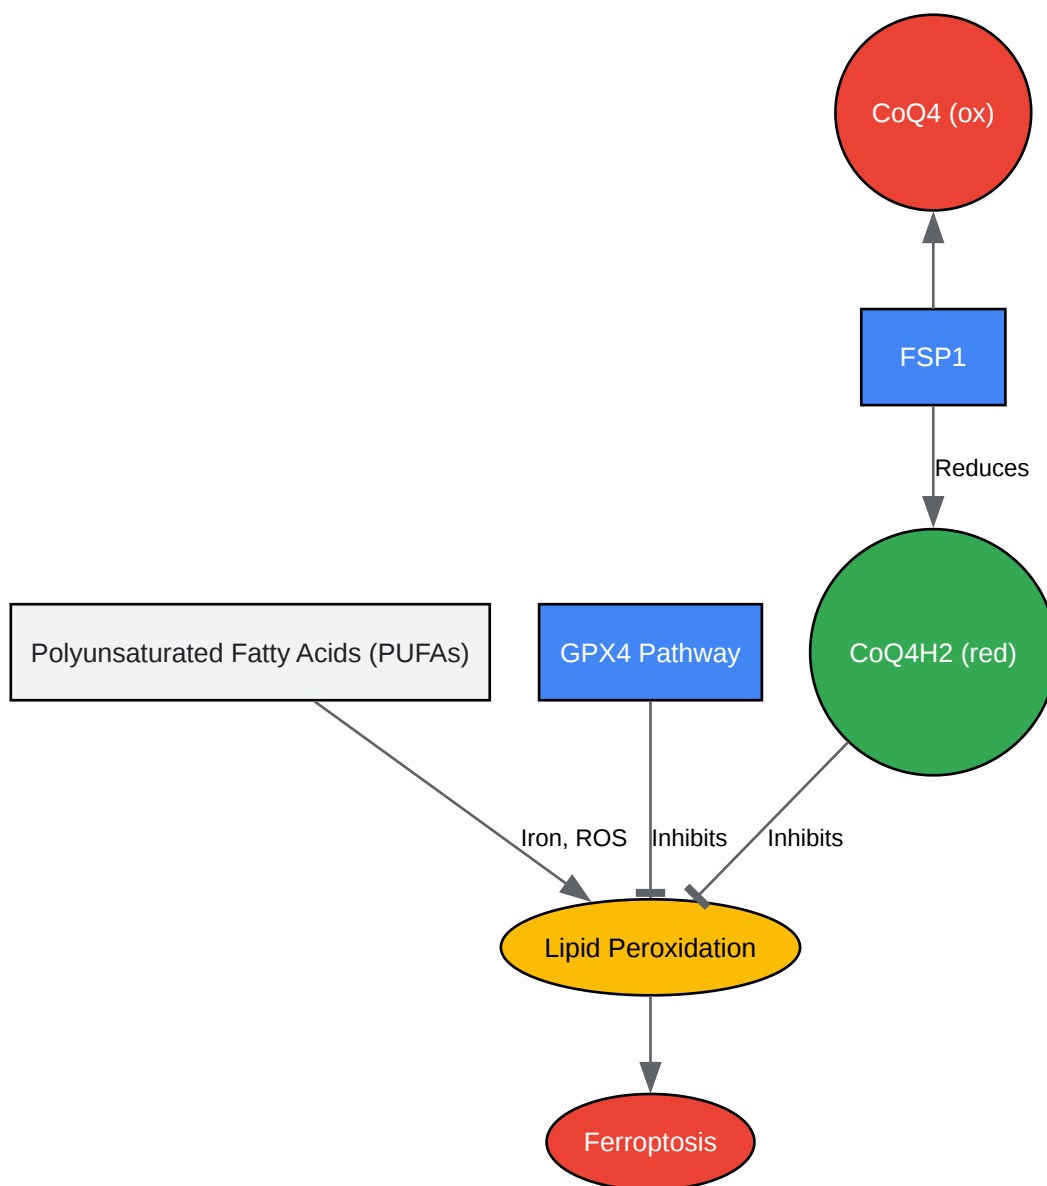 CoQ4 (ox)
FSP1
Reduces
Polyunsaturated Fatty Acids (PUFAs)
GPX4 Pathway
CoQ4H2 (red)
Iron, ROS
Inhibits
Inhibits
Lipid Peroxidation
Ferroptosis